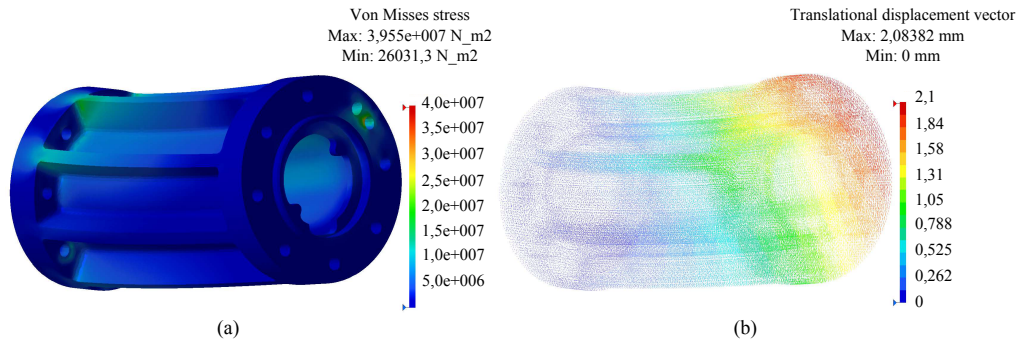 Von Misses stress
Max: 3,955e+007 N_m2
Min: 26031,3 N_m2
4,0e+007
3,5e+007
3,0e+007
2,5e+007
2,0e+007
1,5e+007
1,0e+007
5,0e+006
(a)
Translational displacement vector
Max: 2,08382 mm
Min: 0 mm
2,1
1,84
1,58
1,31
1,05
0,788
0,525
0,262
0
(b)